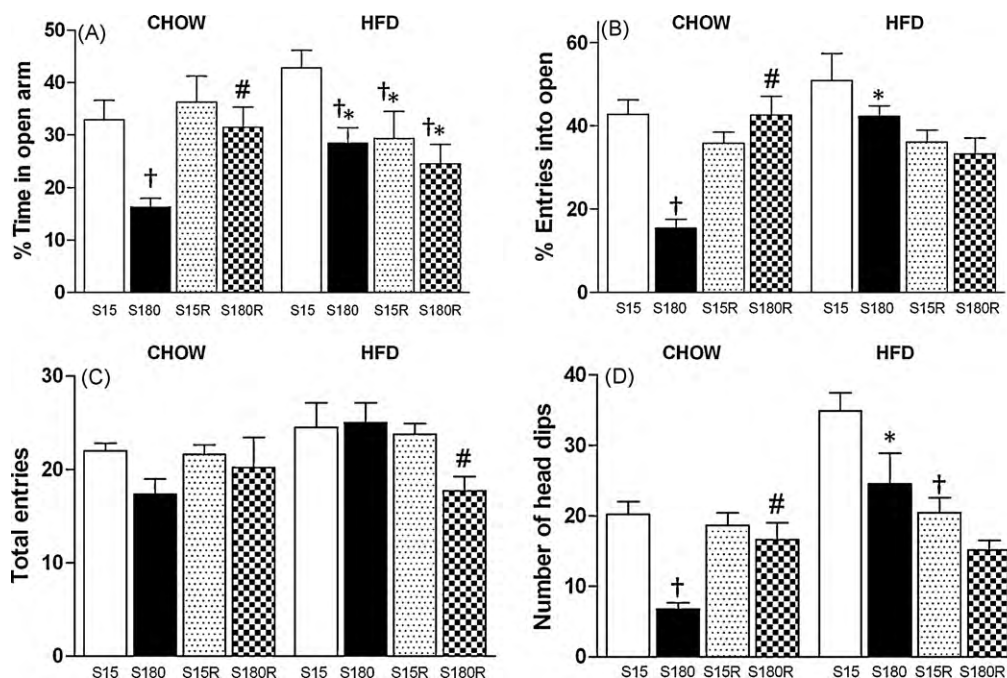 (A) CHOW HFD
% Time in open arm
50
40
30
20
10
0
†
#
†*
†*
†*
S15 S180 S15R S180R S15 S180 S15R S180R
(B) CHOW HFD
% Entries into open
60
40
20
0
†
#
*
S15 S180 S15R S180R S15 S180 S15R S180R
(C) CHOW HFD
Total entries
30
20
10
0
#
S15 S180 S15R S180R S15 S180 S15R S180R
(D) CHOW HFD
Number of head dips
40
30
20
10
0
†
#
*
†
S15 S180 S15R S180R S15 S180 S15R S180R